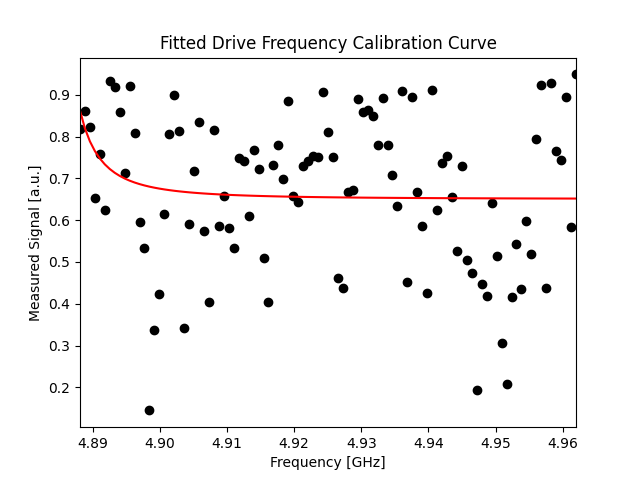 Fitted Drive Frequency Calibration Curve
Measured Signal [a.u.]
0.9
0.8
0.7
0.6
0.5
0.4
0.3
0.2
4.89 4.90 4.91 4.92 4.93 4.94 4.95 4.96
Frequency [GHz]